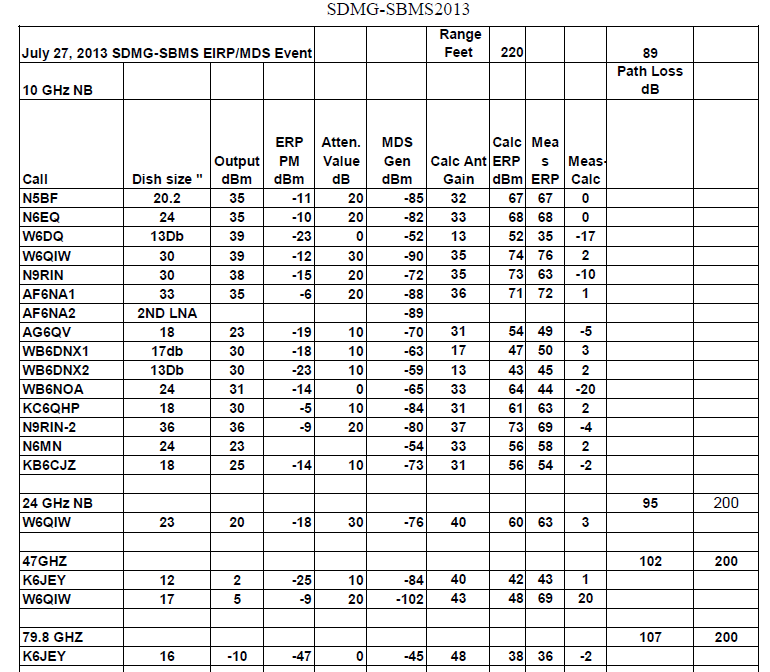 SDMG-SBMS2013
July 27, 2013 SDMG-SBMS EIRP/MDS Event Range Feet 220 89
10 GHz NB Path Loss dB
Call Dish size " Output dBm ERP PM dBm Atten. Value dB MDS Gen dBm Calc Ant Gain Calc ERP dBm Meas ERP Meas-Calc
N5BF 20.2 35 -11 20 -85 32 67 67 0
N6EQ 24 35 -10 20 -82 33 68 68 0
W6DQ 13Db 39 -23 0 -52 13 52 35 -17
W6QIW 30 39 -12 30 -90 35 74 76 2
N9RIN 30 38 -15 20 -72 35 73 63 -10
AF6NA1 33 35 -6 20 -88 36 71 72 1
AF6NA2 2ND LNA -89
AG6QV 18 23 -19 10 -70 31 54 49 -5
WB6DNX1 17db 30 -18 10 -63 17 47 50 3
WB6DNX2 13Db 30 -23 10 -59 13 43 45 2
WB6NOA 24 31 -14 0 -65 33 64 44 -20
KC6QHP 18 30 -5 10 -84 31 61 63 2
N9RIN-2 36 36 -9 20 -80 37 73 69 -4
N6MN 24 23 -54 33 56 58 2
KB6CJZ 18 25 -14 10 -73 31 56 54 -2
24 GHz NB 95 200
W6QIW 23 20 -18 30 -76 40 60 63 3
47GHZ 102 200
K6JEY 12 2 -25 10 -84 40 42 43 1
W6QIW 17 5 -9 20 -102 43 48 69 20
79.8 GHZ 107 200
K6JEY 16 -10 -47 0 -45 48 38 36 -2